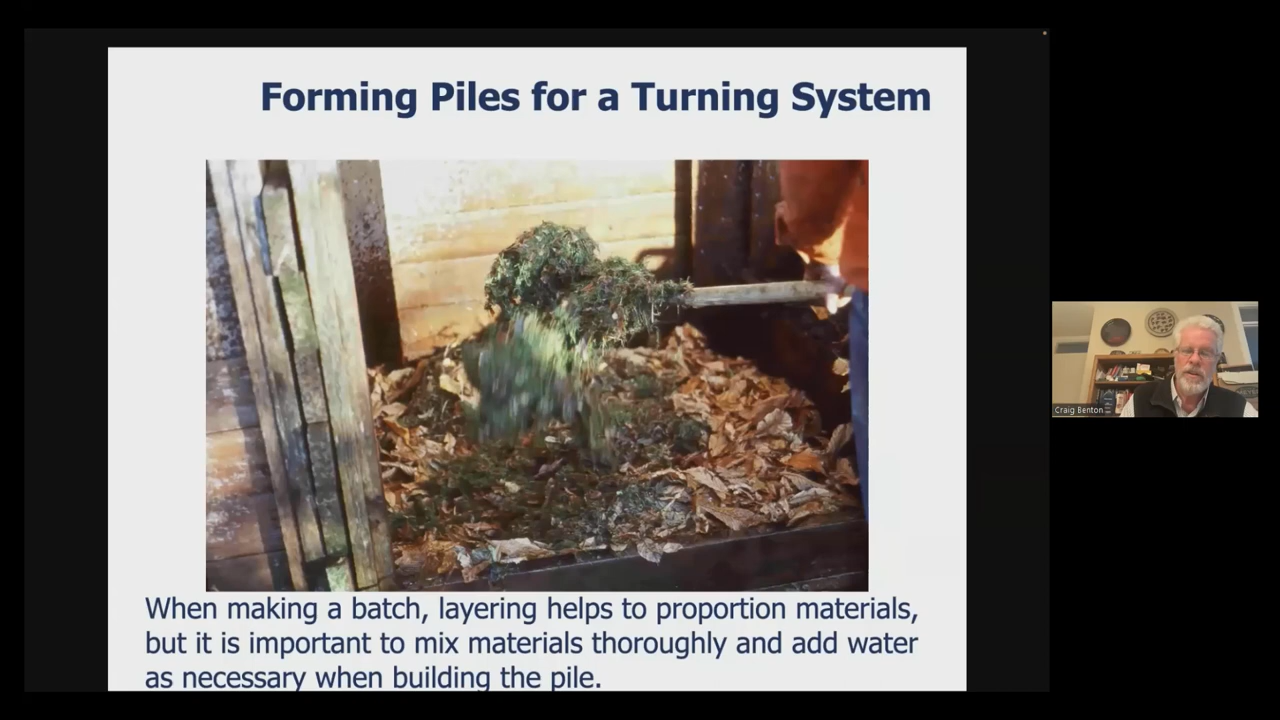 Forming Piles for a Turning System
When making a batch, layering helps to proportion materials,
but it is important to mix materials thoroughly and add water
as necessary when building the pile.
Craig Benton